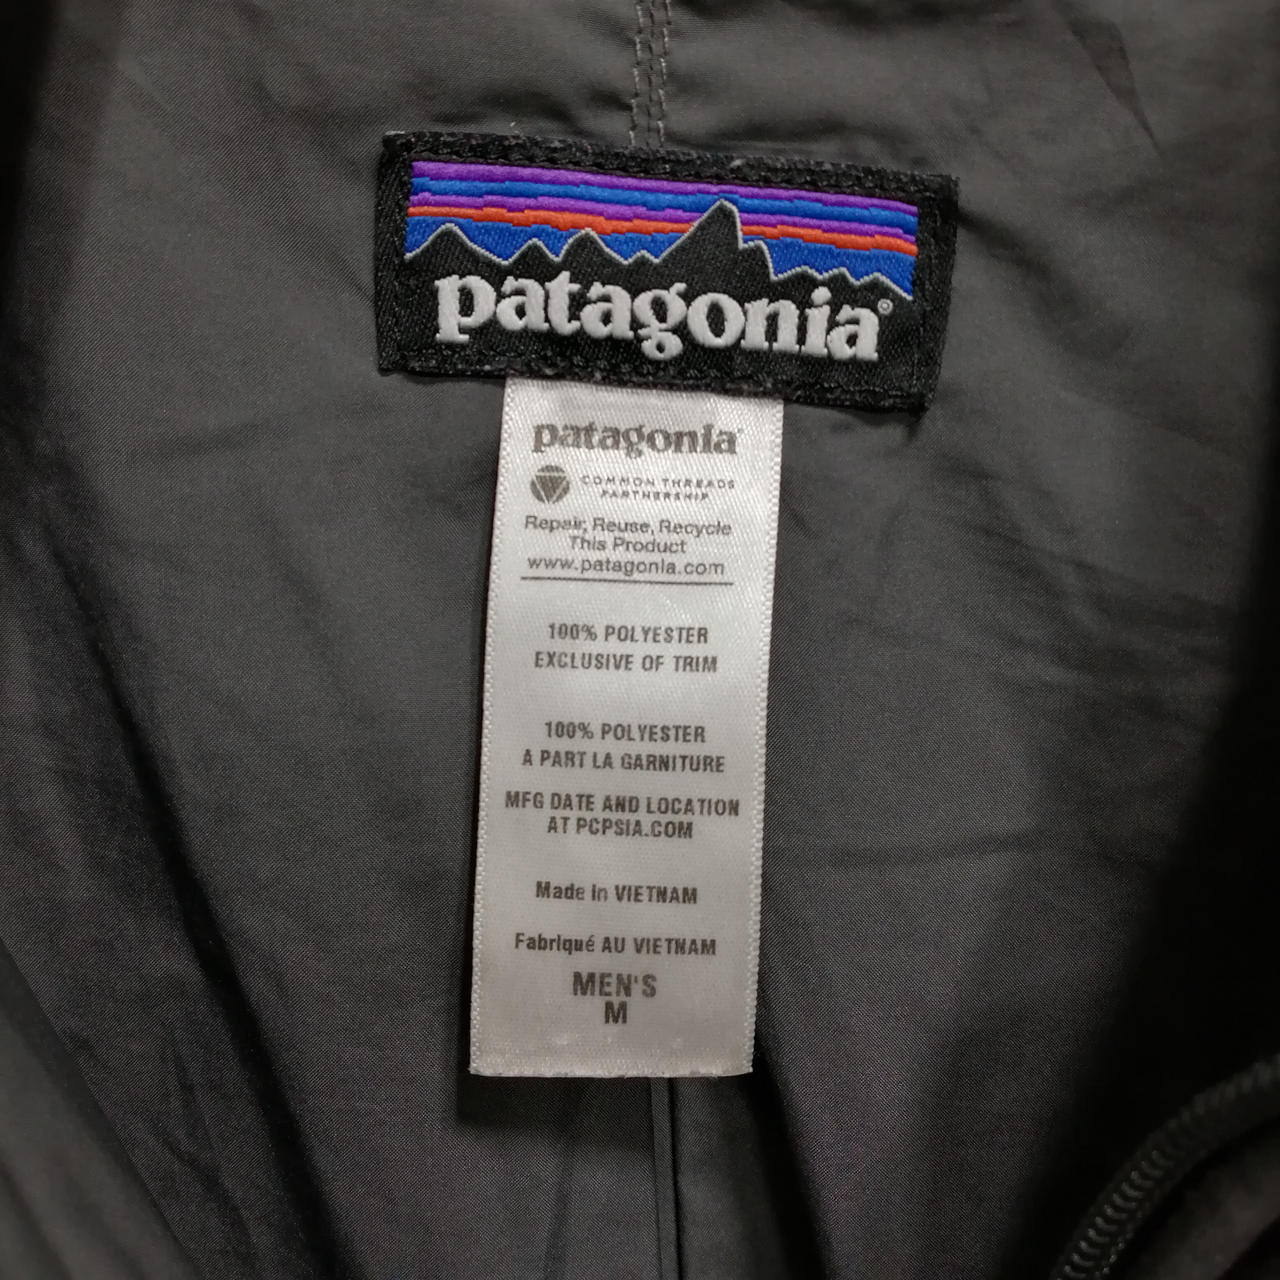 patagonia®
patagonia
COMMON THREADS
PARTNERSHIP
Repair, Reuse, Recycle
This Product
www.patagonia.com
100% POLYESTER
EXCLUSIVE OF TRIM
100% POLYESTER
À PART LA GARNITURE
MFG DATE AND LOCATION
AT PCPSIA.COM
Made in VIETNAM
Fabriqué AU VIETNAM
MEN'S
M